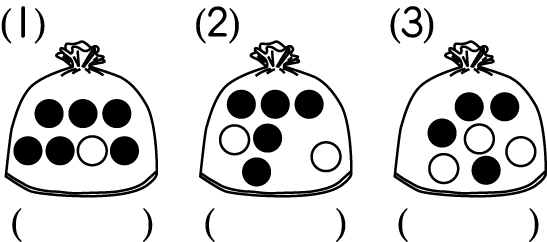 (1) (2) (3)
( ) ( ) ( )